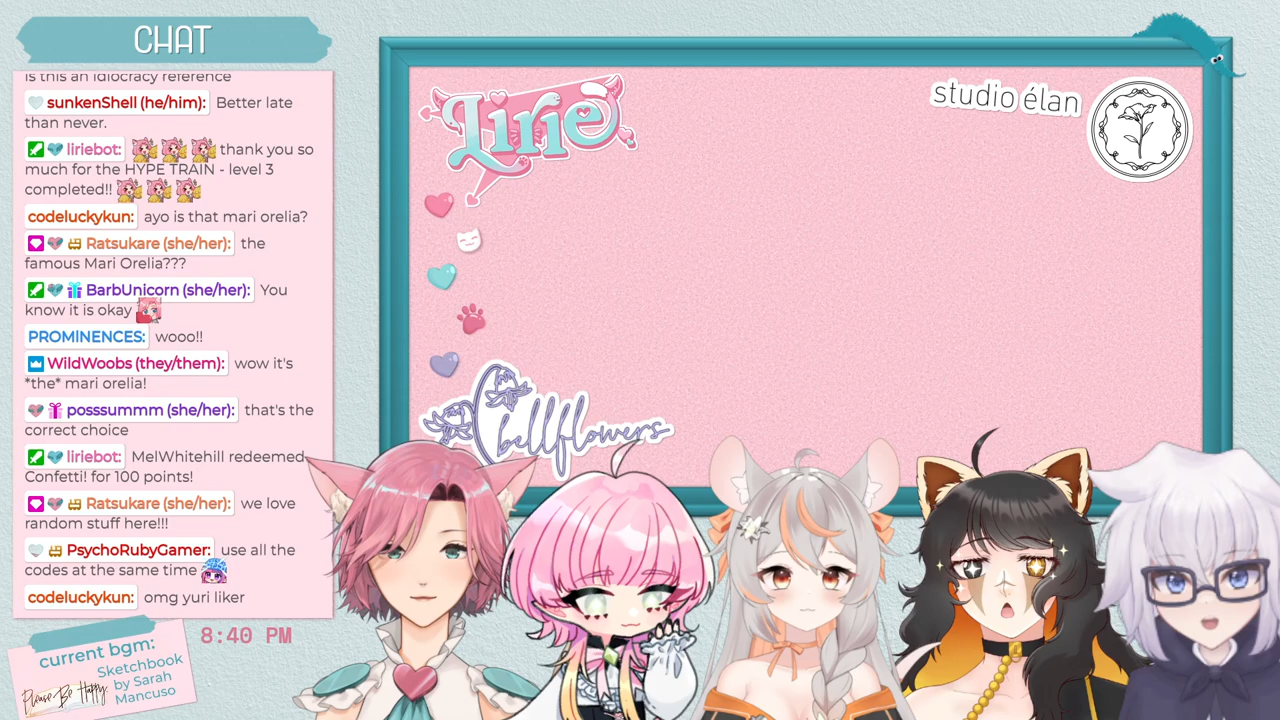 CHAT
is this an idiocracy reference
sunkenShell (he/him): Better late
than never.
liriebot: thank you so
much for the HYPE TRAIN - level 3
completed!!
codeluckykun: ayo is that mari orelia?
Ratsukare (she/her): the
famous Mari Orelia???
BarbUnicorn (she/her): You
know it is okay
PROMINENCES: wooo!!
WildWoobs (they/them): wow it's
*the* mari orelia!
posssummm (she/her): that's the
correct choice
liriebot: MelWhitehill redeemed
Confetti! for 100 points!
Ratsukare (she/her): we love
random stuff here!!!
PsychoRubyGamer: use all the
codes at the same time
codeluckykun: omg yuri liker
8:40 PM
current bgm:
Sketchbook
by Sarah
Mancuso
Please Be Happy
Lirie
studio élan
bellflowers